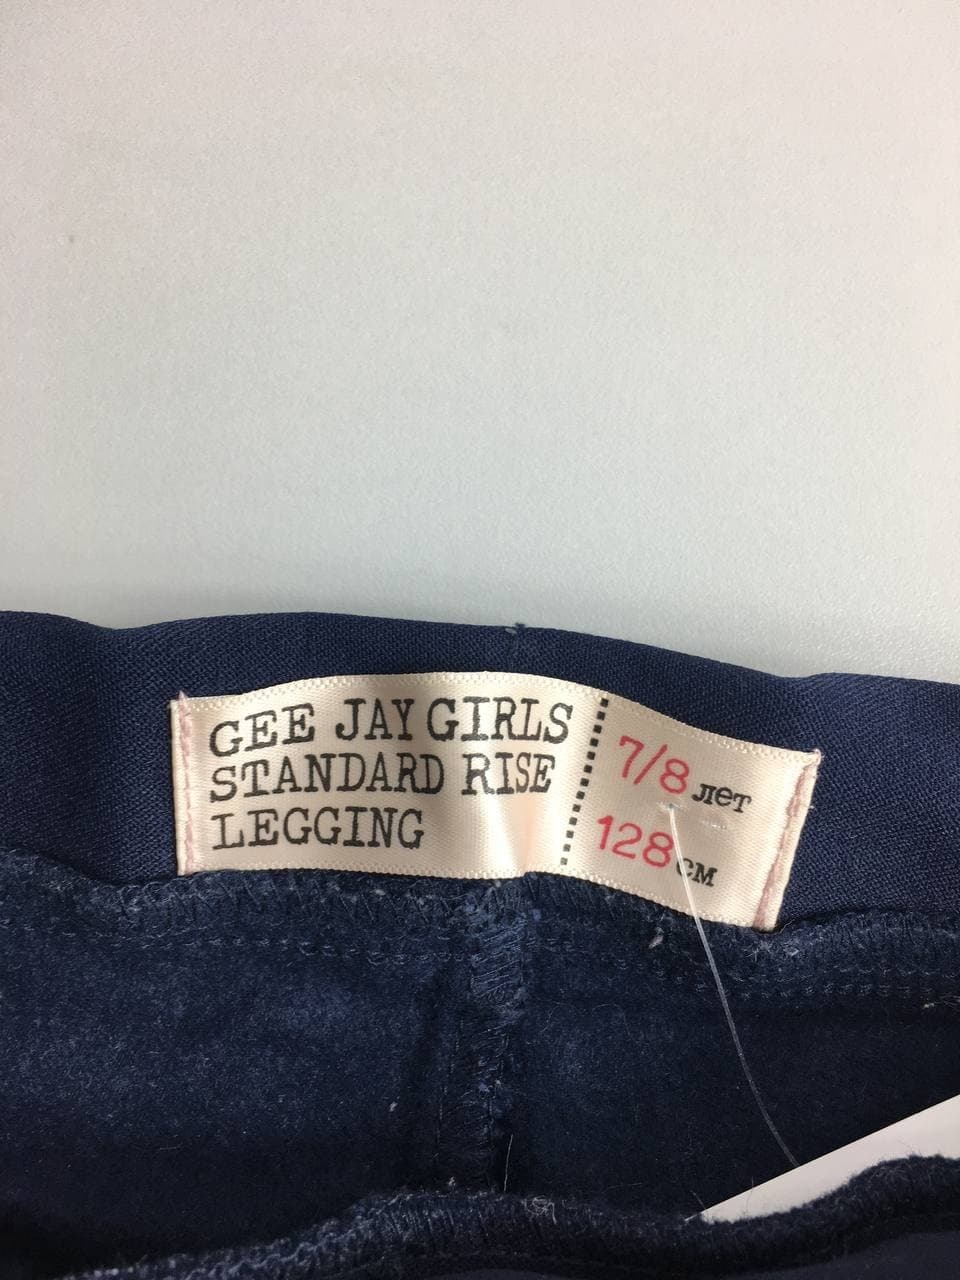 GEE JAY GIRLS
STANDARD RISE
LEGGING
7/8 лет
128 см